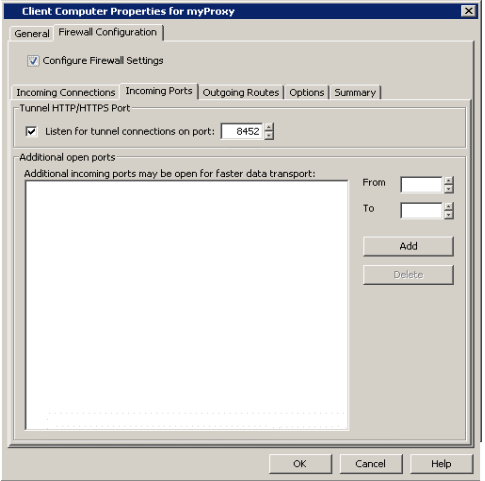 Client Computer Properties for myProxy
General Firewall Configuration
Configure Firewall Settings
Incoming Connections Incoming Ports Outgoing Routes Options Summary
Tunnel HTTP/HTTPS Port
Listen for tunnel connections on port: 8452
Additional open ports
Additional incoming ports may be open for faster data transport:
From
To
Add
Delete
OK Cancel Help